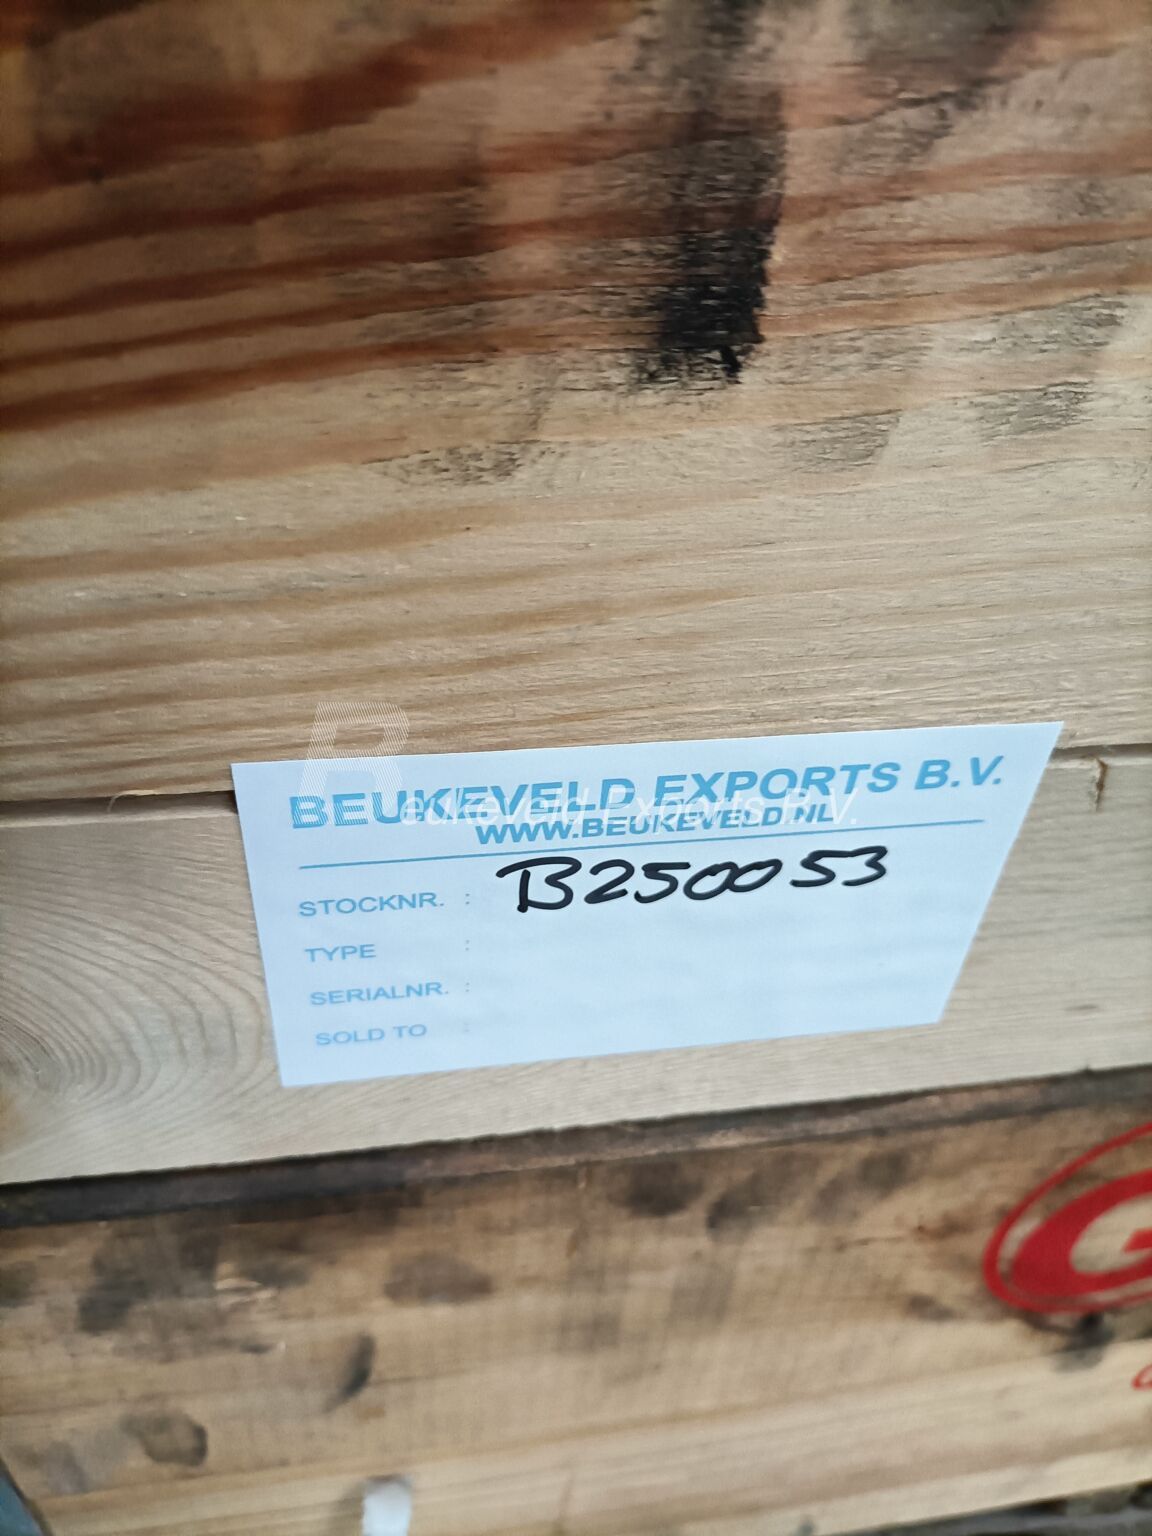 BEUKEVELD EXPORTS B.V.
WWW.BEUKEVELD.NL
Beukeveld Exports B.V.
STOCKNR. : B250053
TYPE :
SERIALNR. :
SOLD TO :
G